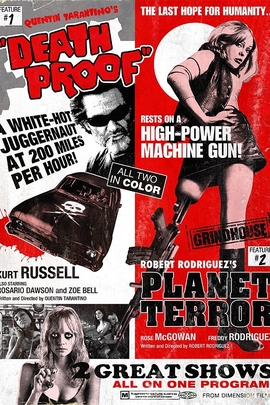 FEATURE
#1
QUENTIN TARANTINO'S
"DEATH
PROOF"
A WHITE-HOT
JUGGERNAUT
AT 200 MILES
PER HOUR!
ALL TWO
IN COLOR
KURT RUSSELL
ALSO STARRING
ROSARIO DAWSON AND ZOE BELL
Written and Directed by QUENTIN TARANTINO
THE LAST HOPE FOR HUMANITY...
RESTS ON A
HIGH-POWER
MACHINE GUN!
GRINDHOUSE
FEATURE
#2
ROBERT RODRIGUEZ'S
PLANET
TERROR
ROSE McGOWAN
FREDDY RODRIGUEZ
Written and Directed by ROBERT RODRIGUEZ
2 GREAT SHOWS
ALL ON ONE PROGRAM
FROM DIMENSION FILMS